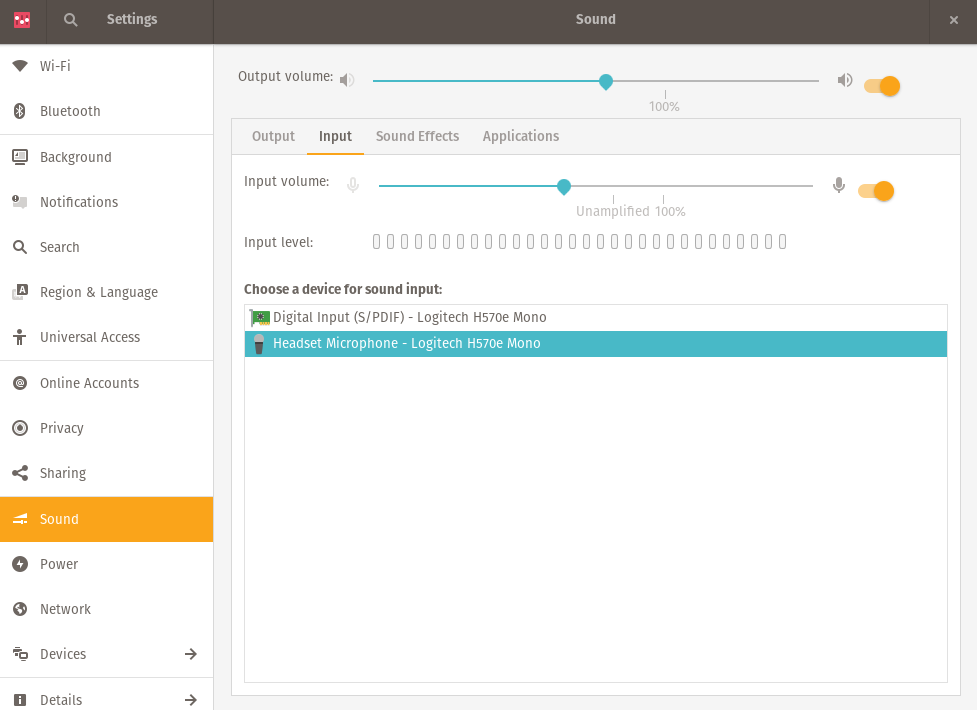 Settings
Sound
Wi-Fi
Bluetooth
Background
Notifications
Search
Region & Language
Universal Access
Online Accounts
Privacy
Sharing
Sound
Power
Network
Devices
Details
Output volume:
100%
Output Input Sound Effects Applications
Input volume:
Unamplified 100%
Input level:
Choose a device for sound input:
Digital Input (S/PDIF) - Logitech H570e Mono
Headset Microphone - Logitech H570e Mono